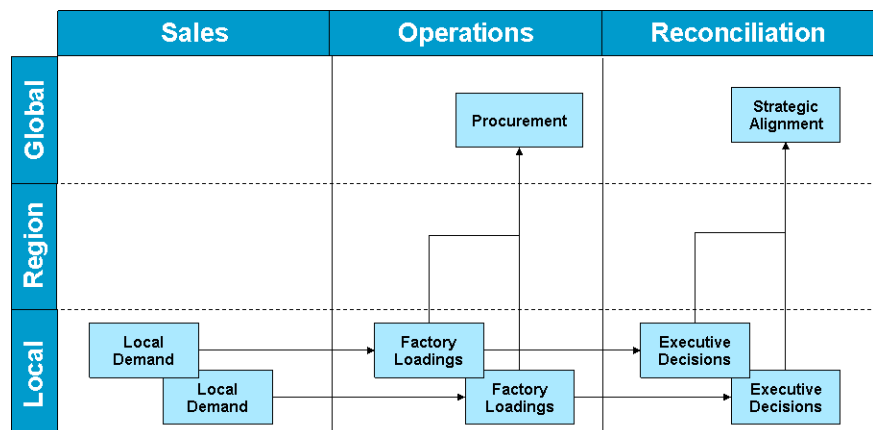 Sales
Operations
Reconciliation
Global
Procurement
Strategic
Alignment
Region
Local
Local
Demand
Factory
Loadings
Executive
Decisions
Local
Demand
Factory
Loadings
Executive
Decisions